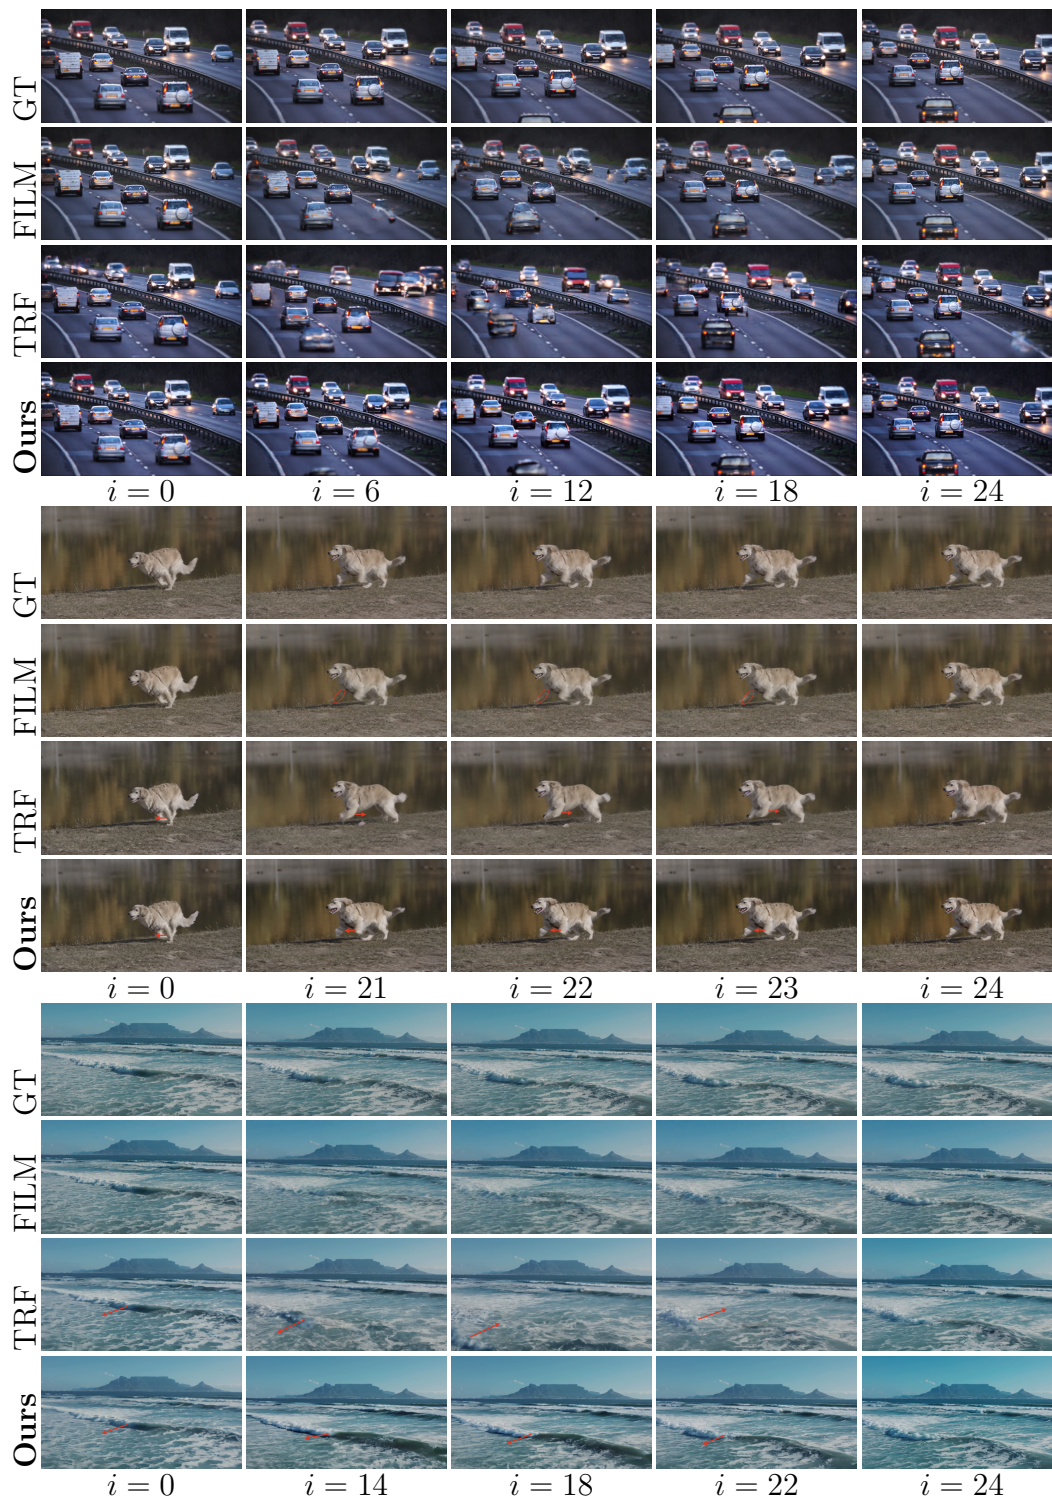 GT
FILM
TRF
Ours
i = 0 i = 6 i = 12 i = 18 i = 24
GT
FILM
TRF
Ours
i = 0 i = 21 i = 22 i = 23 i = 24
GT
FILM
TRF
Ours
i = 0 i = 14 i = 18 i = 22 i = 24